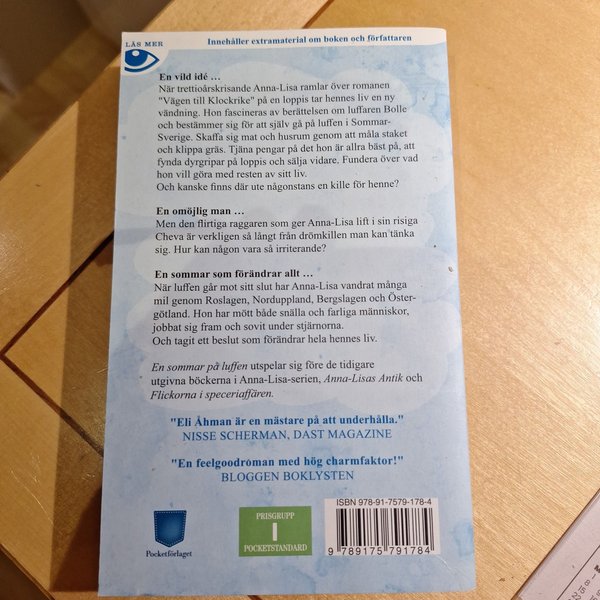 LÄS MER
Innehåller extramaterial om boken och författaren
En vild idé ...
När trettioårskrisande Anna-Lisa ramlar över romanen
"Vägen till Klockrike" på en loppis tar hennes liv en ny
vändning. Hon fascineras av berättelsen om luffaren Bolle
och bestämmer sig för att själv gå på luffen i Sommar-
Sverige. Skaffa sig mat och husrum genom att måla staket
och klippa gräs. Tjäna pengar på det hon är allra bäst på, att
fynda dyrgripar på loppis och sälja vidare. Fundera över vad
hon vill göra med resten av sitt liv.
Och kanske finns där ute någonstans en kille för henne?
En omöjlig man ...
Men den flirtiga raggaren som ger Anna-Lisa lift i sin risiga
Cheva är verkligen så långt från drömkillen man kan tänka
sig. Hur kan någon vara så irriterande?
En sommar som förändrar allt ...
När luffen går mot sitt slut har Anna-Lisa vandrat många
mil genom Roslagen, Norduppland, Bergslagen och Öster-
götland. Hon har mött både snälla och farliga människor,
jobbat sig fram och sovit under stjärnorna.
Och tagit ett beslut som förändrar hela hennes liv.
En sommar på luffen utspelar sig före de tidigare
utgivna böckerna i Anna-Lisa-serien, Anna-Lisas Antik och
Flickorna i speceriaffären.
"Eli Åhman är en mästare på att underhålla."
NISSE SCHERMAN, DAST MAGAZINE
"En feelgoodroman med hög charmfaktor!"
BLOGGEN BOKLYSTEN
Pocketförlaget
PRISGRUPP
I
POCKETSTANDARD
ISBN 978-91-7579-178-4
9 789175 791784